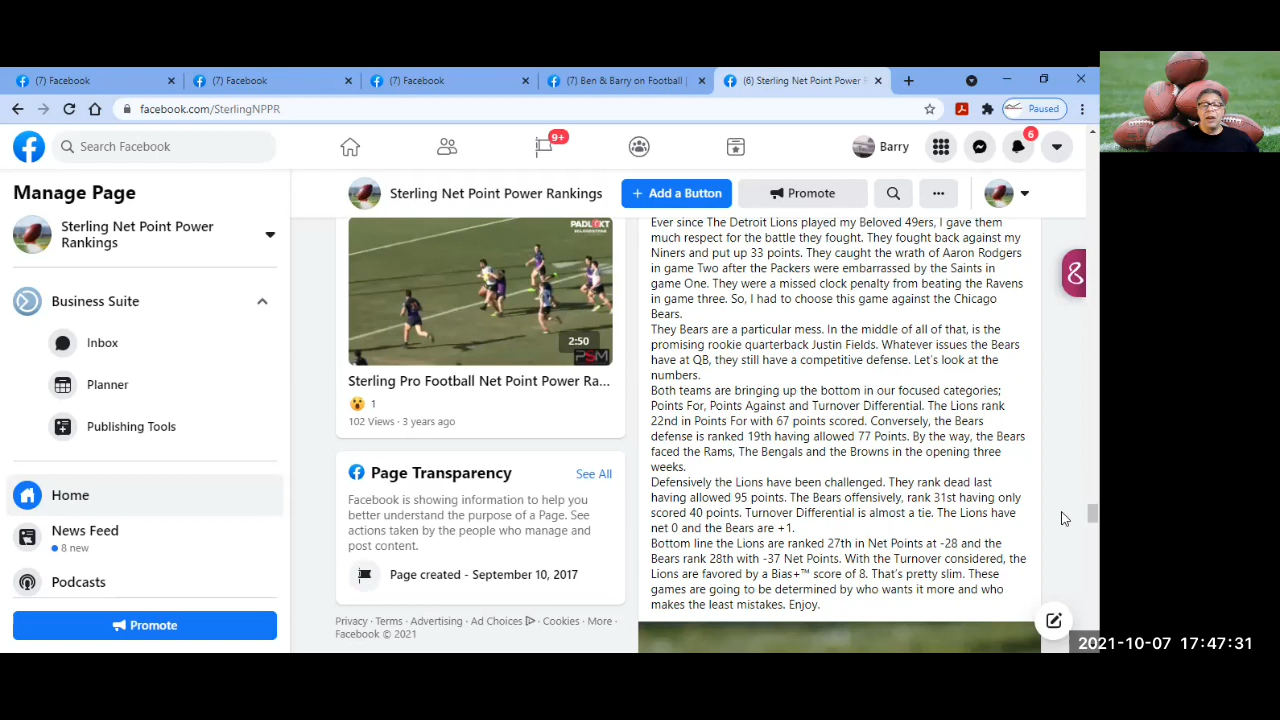 (7) Facebook
(7) Facebook
(7) Facebook
(7) Ben & Barry on Football |
(6) Sterling Net Point Power R
facebook.com/SterlingNPPR
Paused
Search Facebook
9+
Barry
6
Manage Page
Sterling Net Point Power Rankings
+ Add a Button
Promote
Sterling Net Point Power
Rankings
Business Suite
Inbox
Planner
Publishing Tools
Home
News Feed
8 new
Podcasts
Promote
PADLOKT
2:50
PSM
Sterling Pro Football Net Point Power Ra...
1
102 Views · 3 years ago
Page Transparency
See All
Facebook is showing information to help you
better understand the purpose of a Page. See
actions taken by the people who manage and
post content.
Page created - September 10, 2017
Privacy · Terms · Advertising · Ad Choices · Cookies · More ·
Facebook © 2021
Ever since The Detroit Lions played my Beloved 49ers, I gave them
much respect for the battle they fought. They fought back against my
Niners and put up 33 points. They caught the wrath of Aaron Rodgers
in game Two after the Packers were embarrassed by the Saints in
game One. They were a missed clock penalty from beating the Ravens
in game three. So, I had to choose this game against the Chicago
Bears.
They Bears are a particular mess. In the middle of all of that, is the
promising rookie quarterback Justin Fields. Whatever issues the Bears
have at QB, they still have a competitive defense. Let's look at the
numbers.
Both teams are bringing up the bottom in our focused categories;
Points For, Points Against and Turnover Differential. The Lions rank
22nd in Points For with 67 points scored. Conversely, the Bears
defense is ranked 19th having allowed 77 Points. By the way, the Bears
faced the Rams, The Bengals and the Browns in the opening three
weeks.
Defensively the Lions have been challenged. They rank dead last
having allowed 95 points. The Bears offensively, rank 31st having only
scored 40 points. Turnover Differential is almost a tie. The Lions have
net 0 and the Bears are +1.
Bottom line the Lions are ranked 27th in Net Points at -28 and the
Bears rank 28th with -37 Net Points. With the Turnover considered, the
Lions are favored by a Bias+™ score of 8. That's pretty slim. These
games are going to be determined by who wants it more and who
makes the least mistakes. Enjoy.
2021-10-07 17:47:31